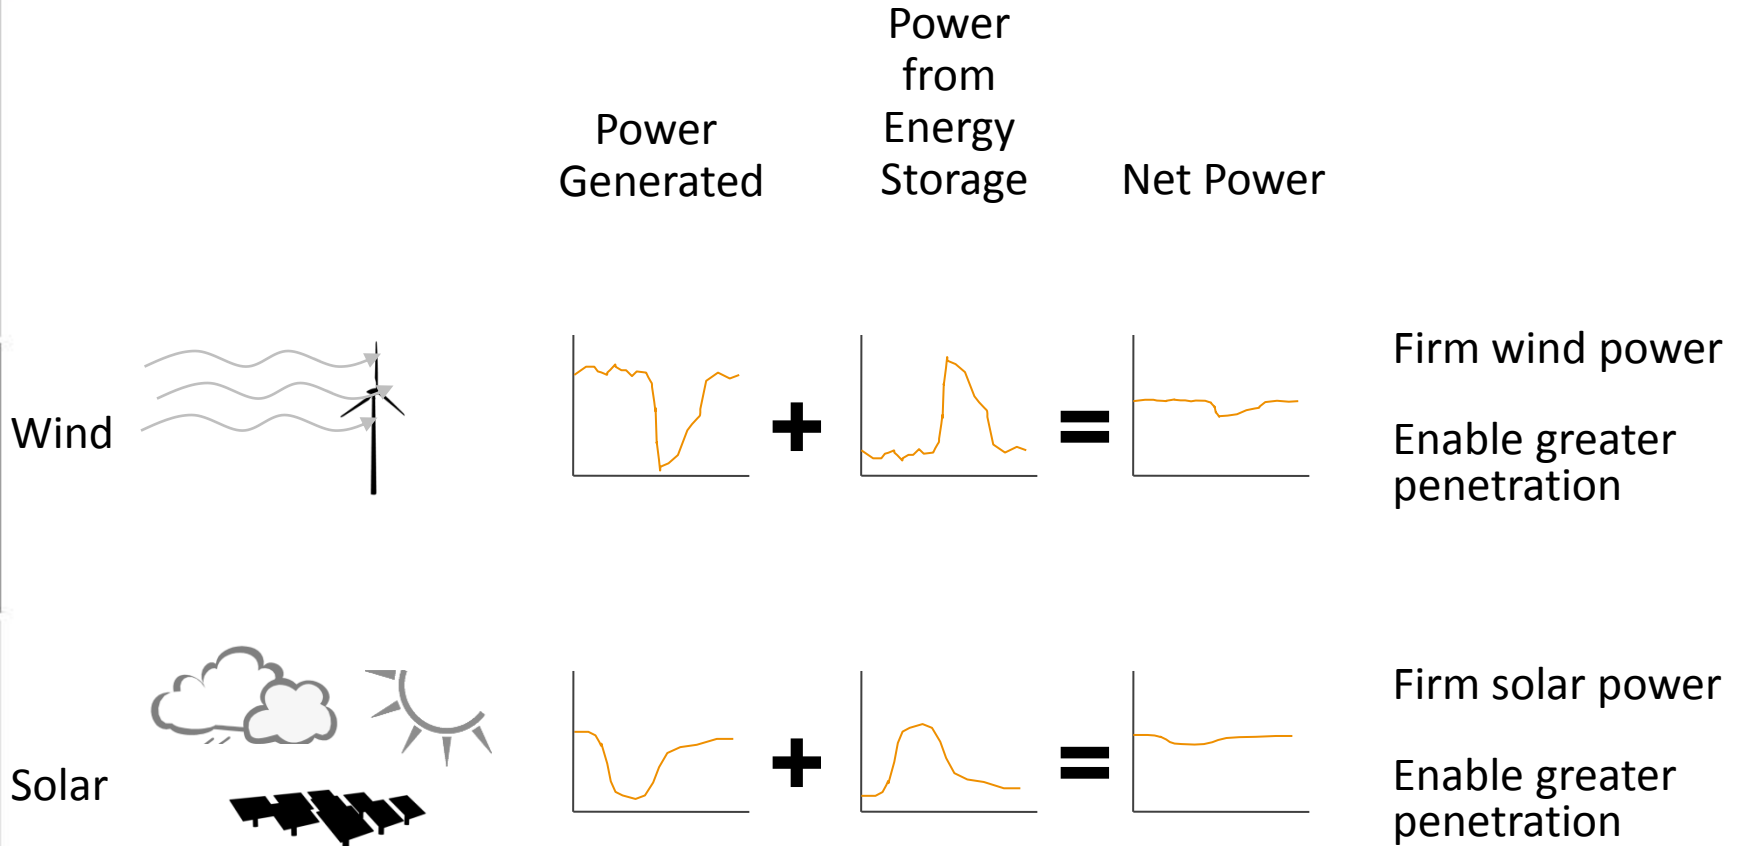 Power
Generated
Power
from
Energy
Storage
Net Power
Wind
Firm wind power
Enable greater
penetration
Solar
Firm solar power
Enable greater
penetration